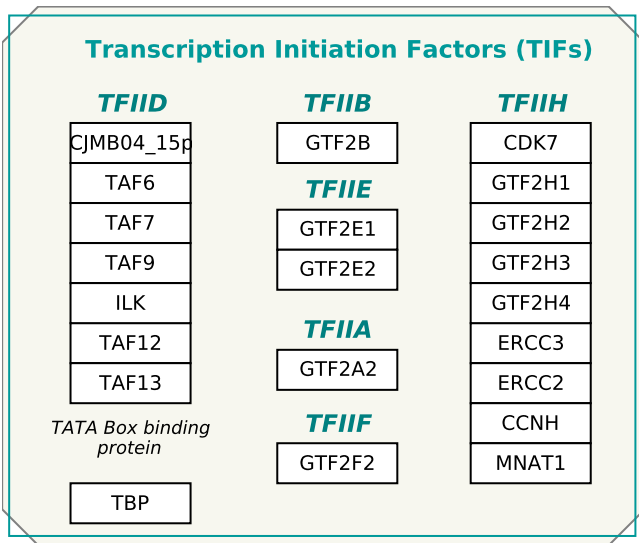 Transcription Initiation Factors (TIFs)
TFIID
CJMB04_15p
TAF6
TAF7
TAF9
ILK
TAF12
TAF13
TATA Box binding
protein
TBP
TFIIB
GTF2B
TFIIE
GTF2E1
GTF2E2
TFIIA
GTF2A2
TFIIF
GTF2F2
TFIIH
CDK7
GTF2H1
GTF2H2
GTF2H3
GTF2H4
ERCC3
ERCC2
CCNH
MNAT1